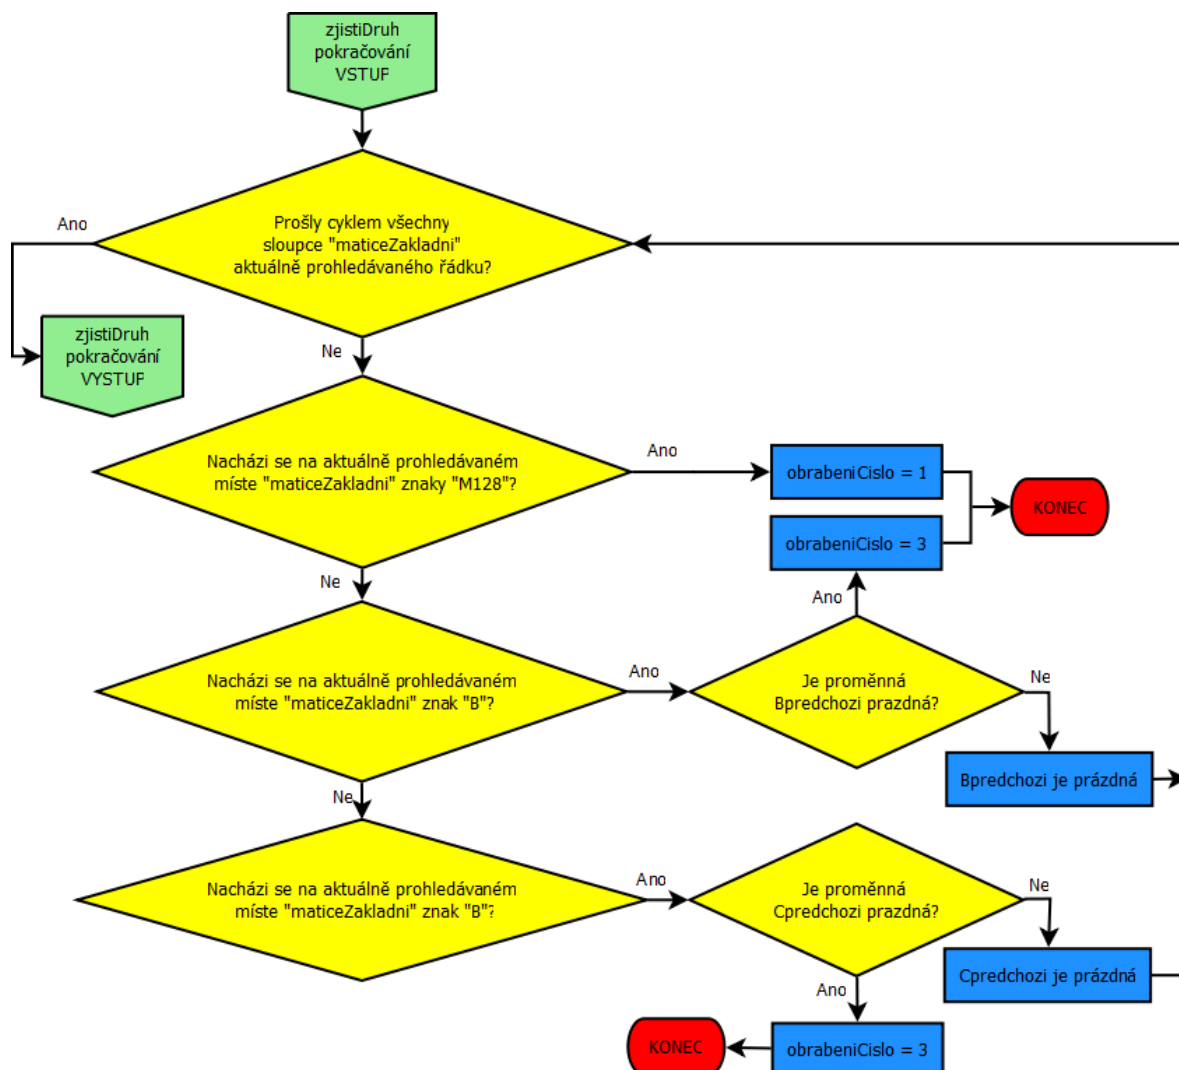 zjistiDruh
pokračování
VSTUP
Ano
Prošly cyklem všechny
sloupce "maticeZakladni"
aktuálně prohledávaného řádku?
zjistiDruh
pokračování
VYSTUP
Ne
Nacházi se na aktuálně prohledávaném
míste "maticeZakladni" znaky "M128"?
Ano
obrabeniCislo = 1
KONEC
obrabeniCislo = 3
Ne
Ano
Nacházi se na aktuálně prohledávaném
míste "maticeZakladni" znak "B"?
Ano
Je proměnná
Bpredchozi prazdná?
Ne
Bpredchozi je prázdná
Ne
Nacházi se na aktuálně prohledávaném
míste "maticeZakladni" znak "B"?
Ano
Je proměnná
Cpredchozi prazdná?
Ne
Cpredchozi je prázdná
Ano
KONEC
obrabeniCislo = 3